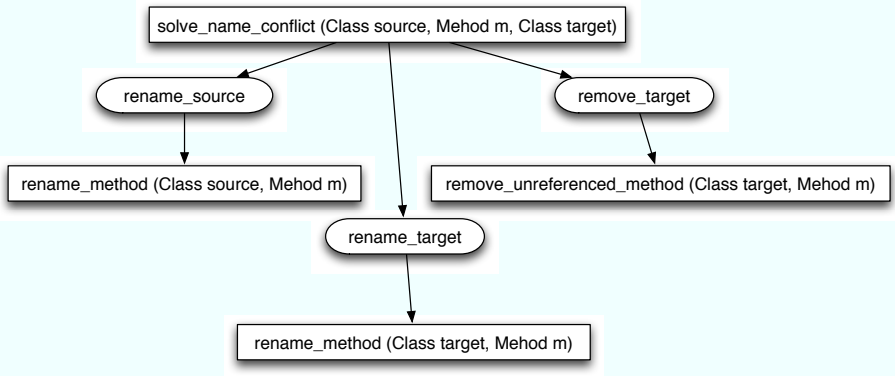 solve_name_conflict (Class source, Mehod m, Class target)
rename_source
remove_target
rename_method (Class source, Mehod m)
remove_unreferenced_method (Class target, Mehod m)
rename_target
rename_method (Class target, Mehod m)